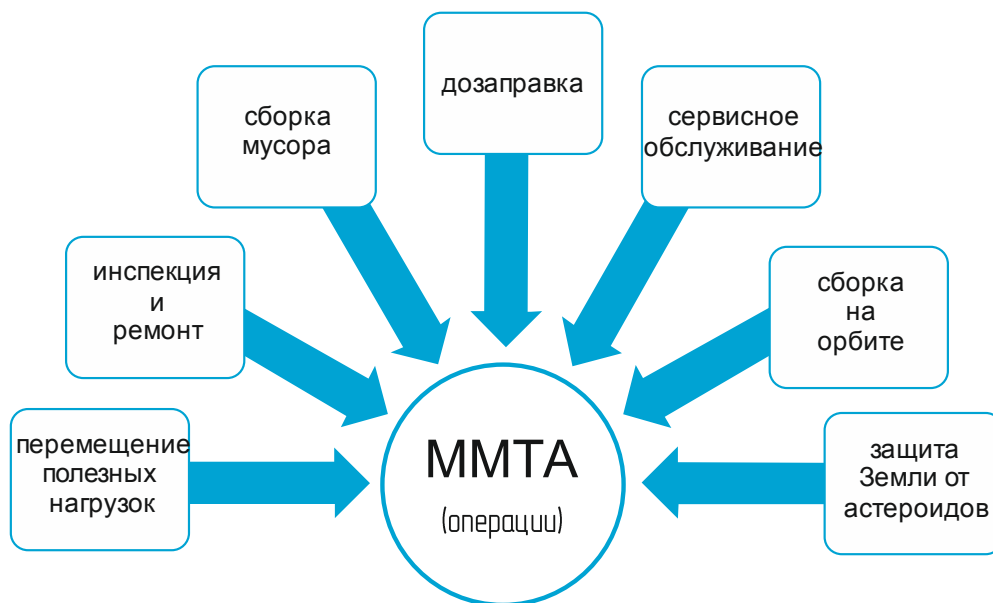 дозаправка
сборка
мусора
сервисное
обслуживание
инспекция
и
ремонт
сборка
на
орбите
перемещение
полезных
нагрузок
ММТА
(операции)
защита
Земли от
астероидов